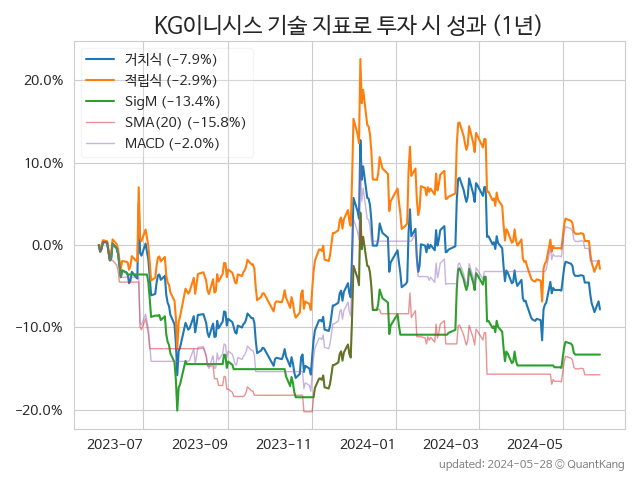 KG이니시스 기술 지표로 투자 시 성과 (1년)
거치식 (−7.9%)
적립식 (−2.9%)
SigM (−13.4%)
SMA(20) (−15.8%)
MACD (−2.0%)
20.0%
10.0%
0.0%
−10.0%
−20.0%
2023−07 2023−09 2023−11 2024−01 2024−03 2024−05
updated: 2024−05−28 © QuantKang